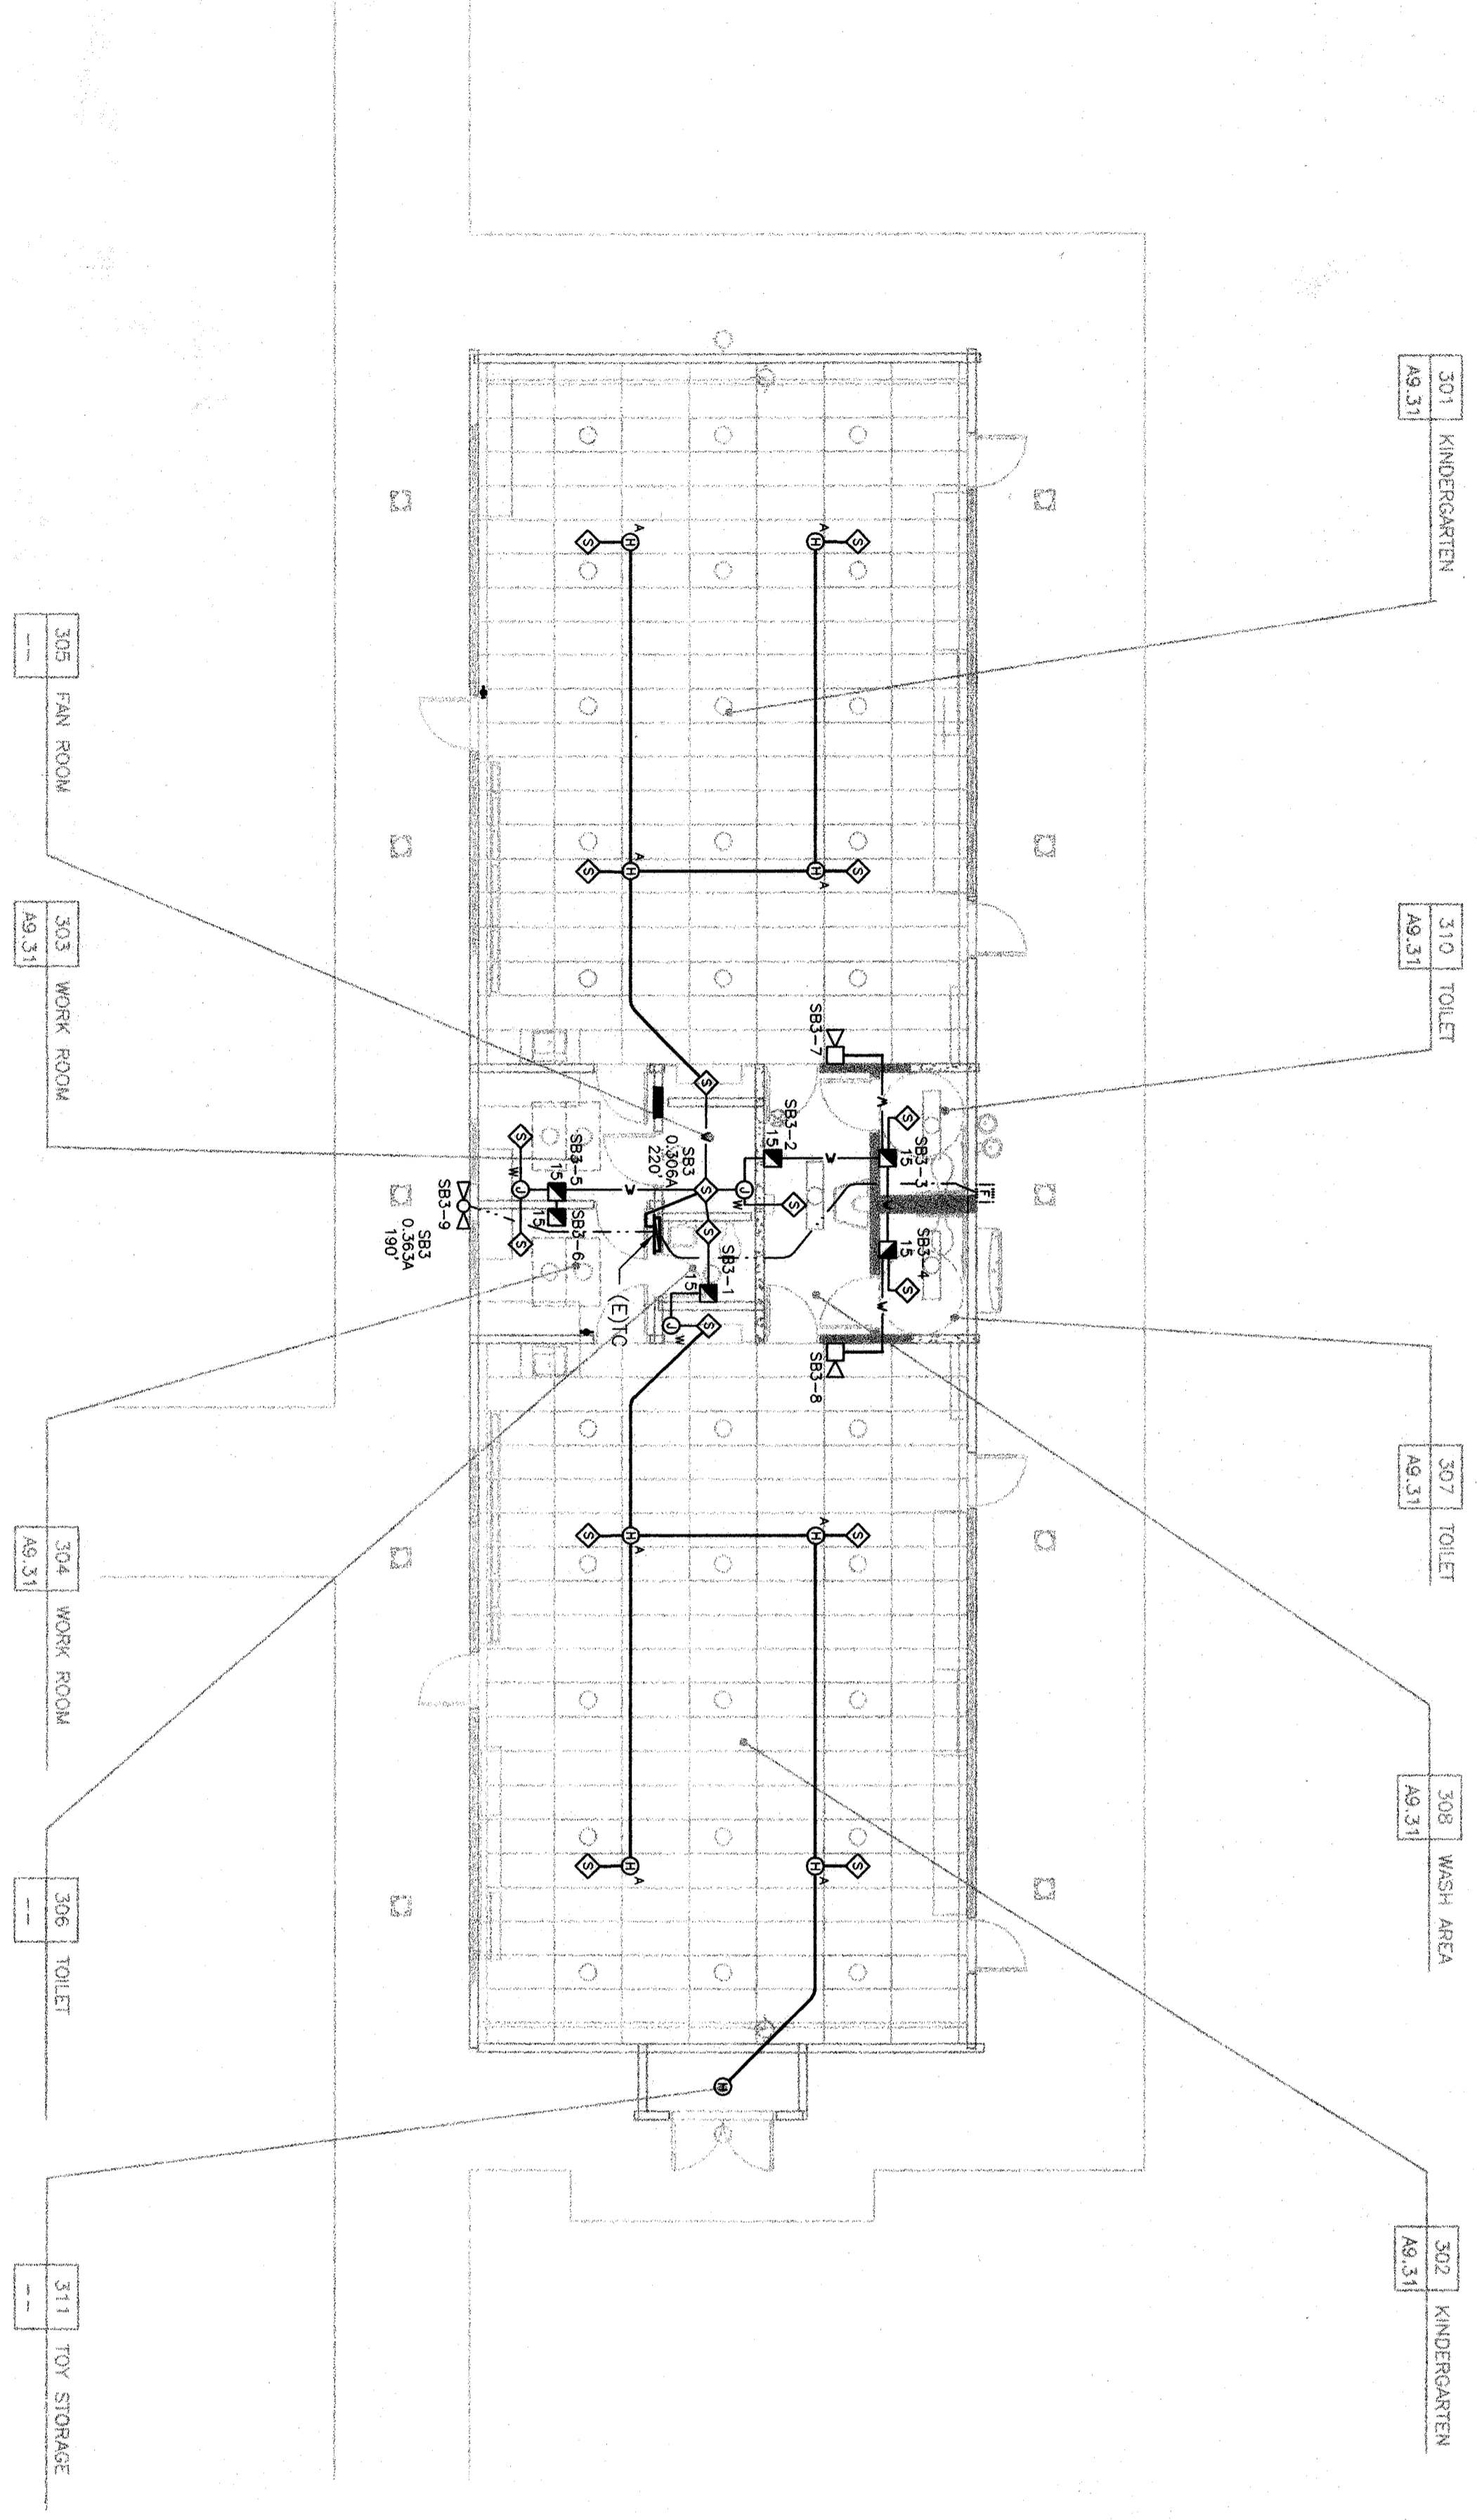 301 KINDERGARTEN
A9.31
310 TOILET
A9.31
307 TOILET
A9.31
308 WASH AREA
A9.31
302 KINDERGARTEN
A9.31
A
H
S
A
H
S
A
H
S
A
H
S
SB3-7
W
S
SB3-3
15
F
W
SB3-4
15
S
W
SB3-8
SB3-2
15
W
J
W
S
S
S
S
SB3
0.306A
220'
SB3-1
15
J
W
S
SB3-5
15
W
SB3-6
15
S
W
J
S
(E)TC
SB3-9
SB3
0.363A
190'
A
H
S
A
H
S
A
H
S
A
H
S
H
305 FAN ROOM
--
303 WORK ROOM
A9.31
304 WORK ROOM
A9.31
306 TOILET
--
311 TOY STORAGE
--